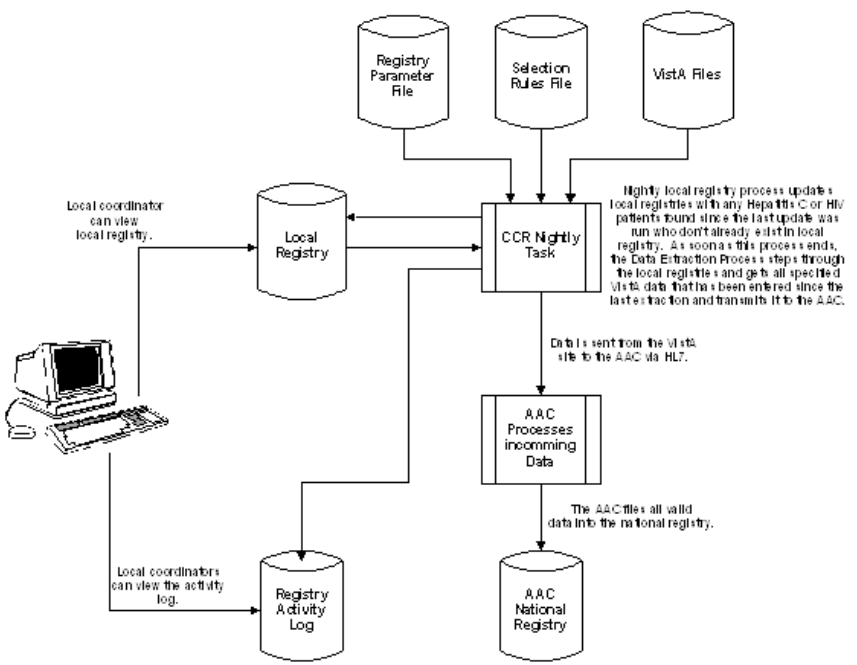 Registry
Parameter
File
Selection
Rules File
VistA Files
Nightly local registry process updates
local registries with any Hepatitis C or HIV
patients found since the last update was
run who don't already exist in local
registry. As soon as this process ends,
the Data Extraction Process steps through
the local registries and gets all specified
VistA data that has been entered since the
last extraction and transmits it to the AAC.
Local coordinator
can view
local registry.
Local
Registry
CCR Nightly
Task
Data is sent from the VistA
site to the AAC via HL7.
AAC
Processes
incomming
Data
The AAC files all valid
data into the national registry.
Local coordinators
can view the activity
log.
Registry
Activity
Log
AAC
National
Registry